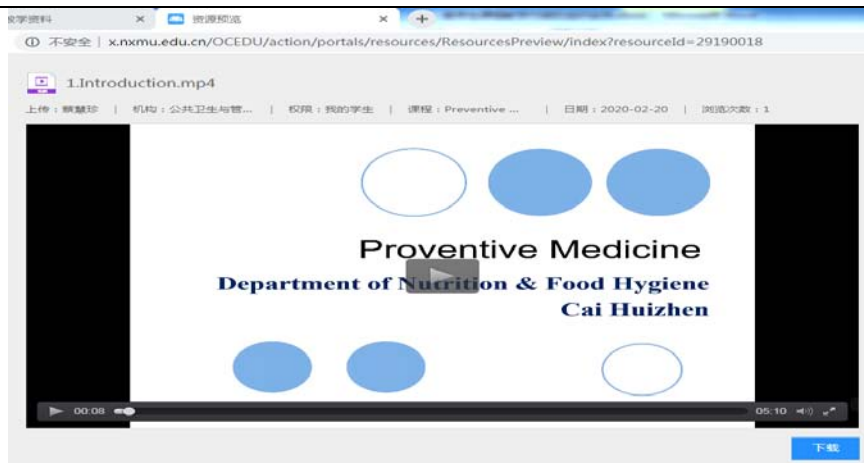 学资料 × 资源预览 × +
不安全 | x.nxmu.edu.cn/OCEDU/action/portals/resources/ResourcesPreview/index?resourceId=29190018
1.Introduction.mp4
上传：蔡慧珍 | 机构：公共卫生与管... | 权限：我的学生 | 课程：Preventive ... | 日期：2020-02-20 | 浏览次数：1
Proventive Medicine
Department of Nutrition & Food Hygiene
Cai Huizhen
00:08 05:10
下载